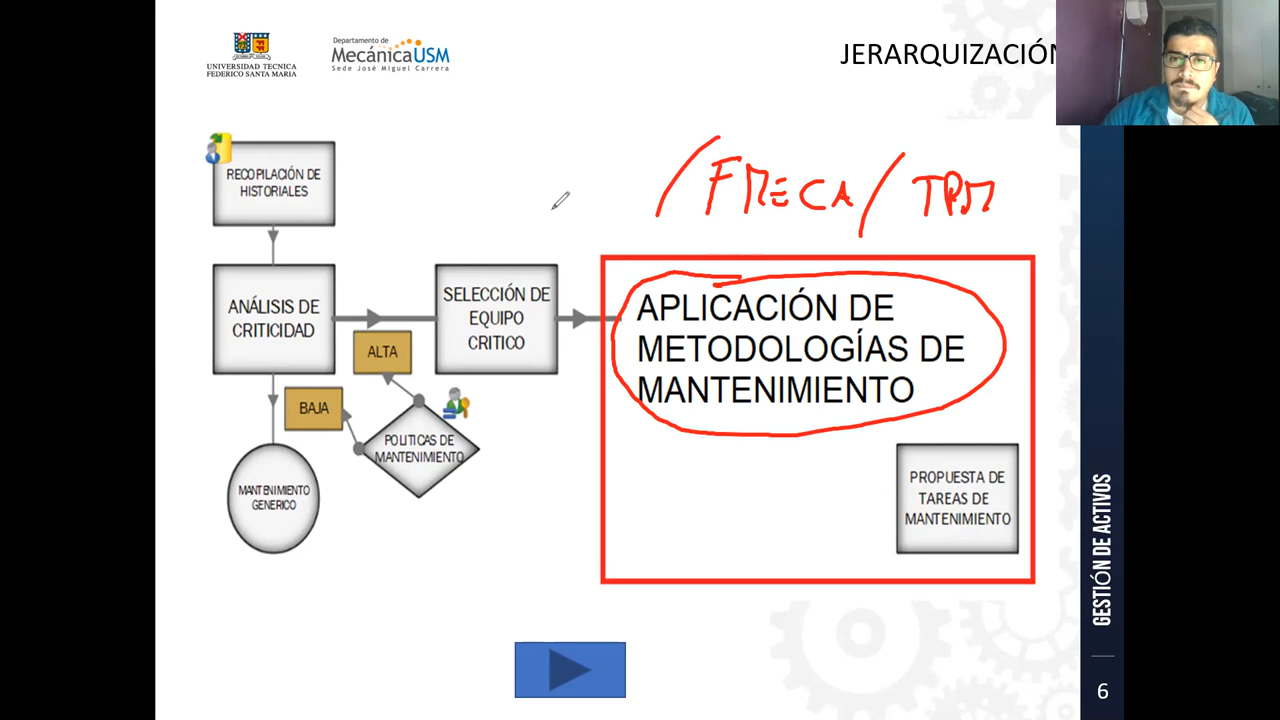 UNIVERSIDAD TECNICA
FEDERICO SANTA MARIA
Departamento de
MecánicaUSM
Sede José Miguel Carrera
JERARQUIZACIÓN
RECOPILACIÓN DE
HISTORIALES
/FMECA/TPM
ANÁLISIS DE
CRITICIDAD
SELECCIÓN DE
EQUIPO
CRITICO
APLICACIÓN DE
METODOLOGÍAS DE
MANTENIMIENTO
ALTA
BAJA
POLITICAS DE
MANTENIMIENTO
MANTENIMIENTO
GENERICO
PROPUESTA DE
TAREAS DE
MANTENIMIENTO
GESTIÓN DE ACTIVOS
6